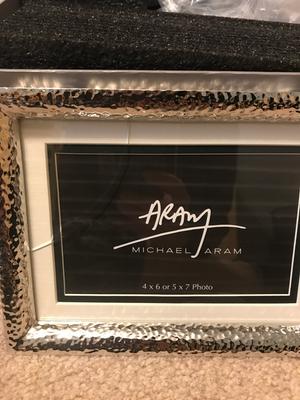 ARAM
MICHAEL ARAM
4 x 6 or 5 x 7 Photo